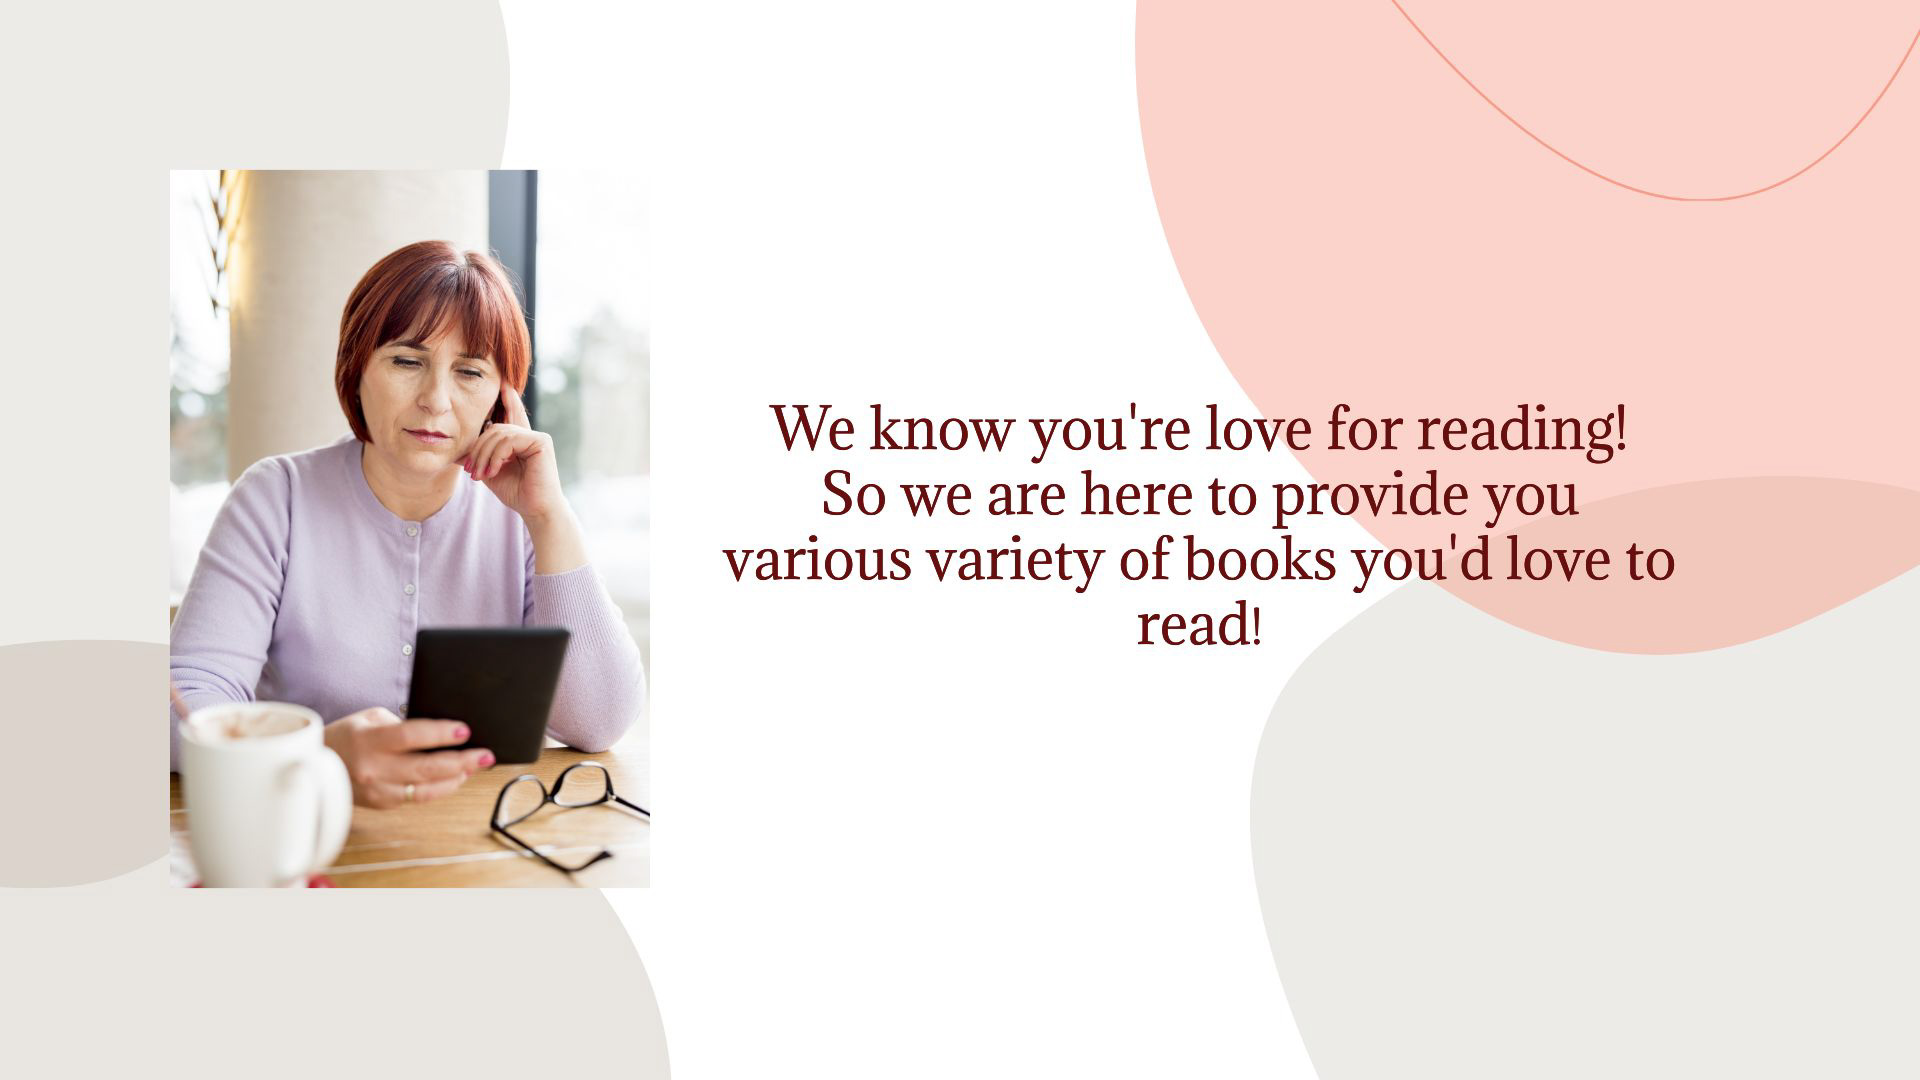 We know you're love for reading!
So we are here to provide you
various variety of books you'd love to
read!